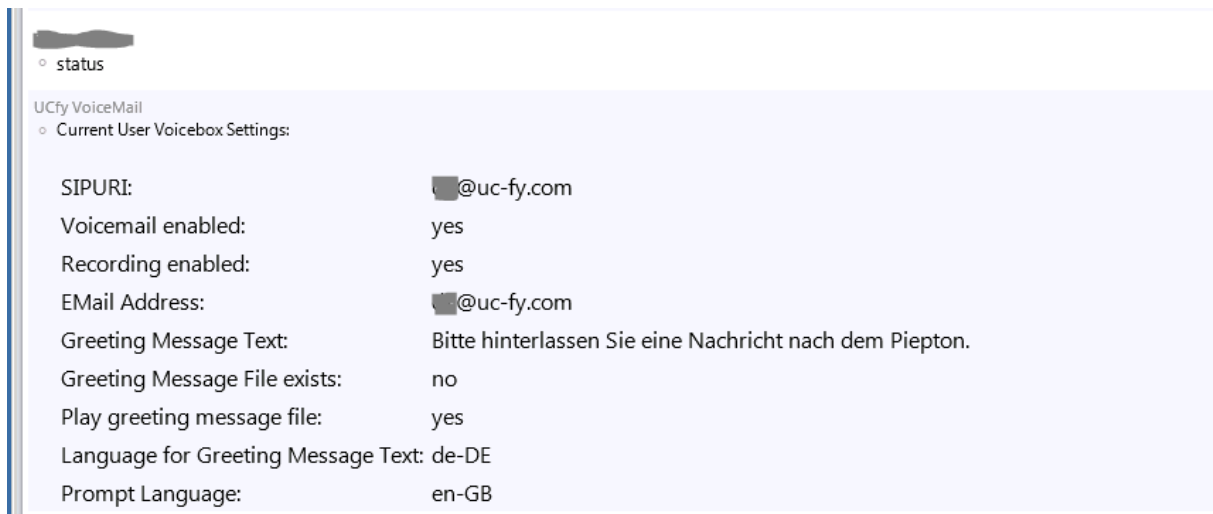 status
UCfy VoiceMail
Current User Voicebox Settings:
SIPURI: @uc-fy.com
Voicemail enabled: yes
Recording enabled: yes
EMail Address: @uc-fy.com
Greeting Message Text: Bitte hinterlassen Sie eine Nachricht nach dem Piepton.
Greeting Message File exists: no
Play greeting message file: yes
Language for Greeting Message Text: de-DE
Prompt Language: en-GB